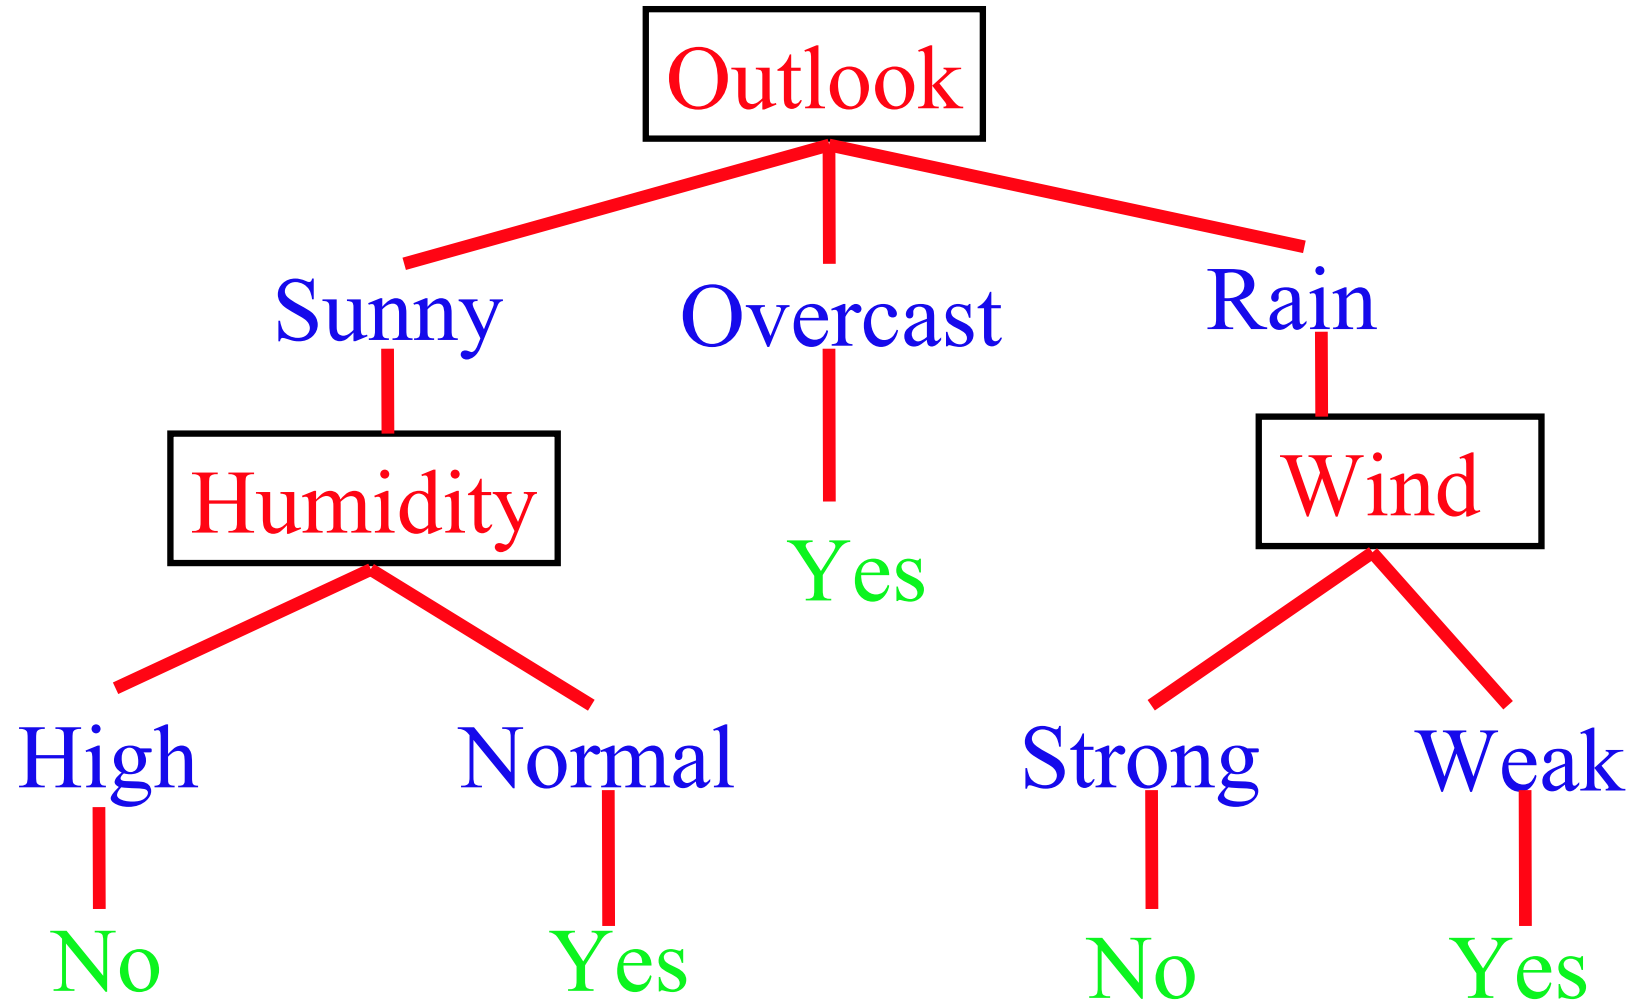 Outlook
Sunny Overcast Rain
Humidity Wind
Yes
High Normal Strong Weak
No Yes No Yes